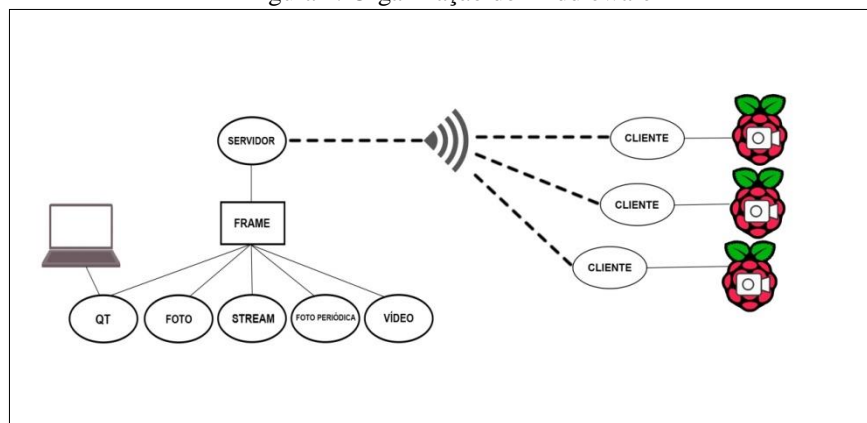 SERVIDOR
CLIENTE
CLIENTE
FRAME
CLIENTE
QT
FOTO
STREAM
FOTO PERIÓDICA
VÍDEO